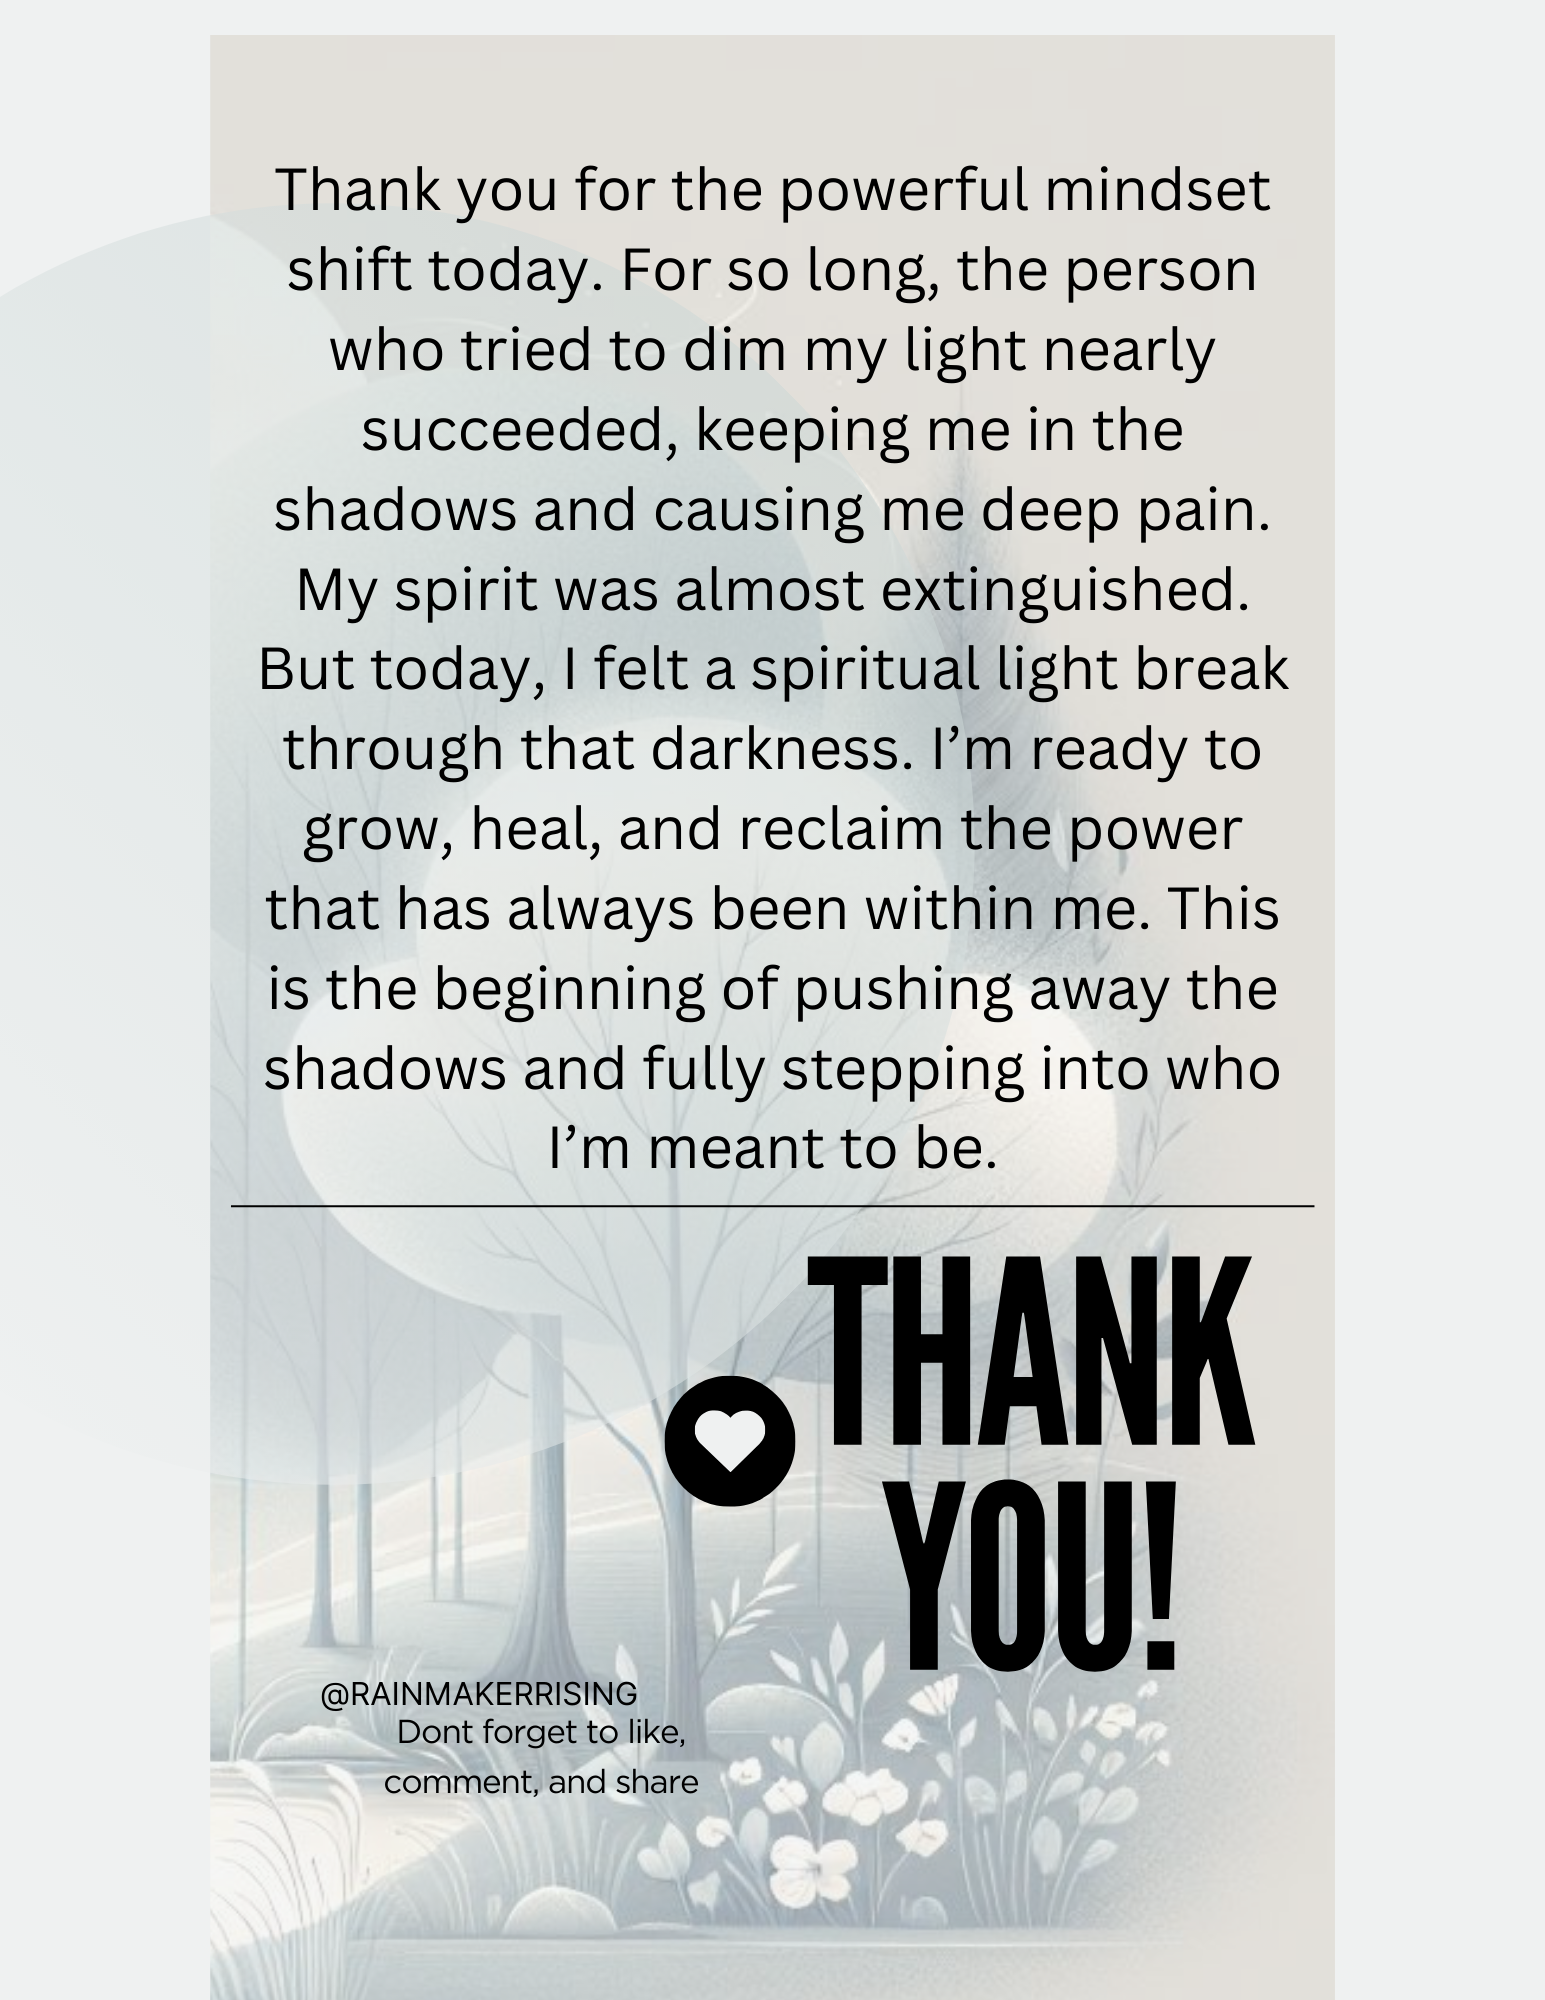 Thank you for the powerful mindset
shift today. For so long, the person
who tried to dim my light nearly
succeeded, keeping me in the
shadows and causing me deep pain.
My spirit was almost extinguished.
But today, I felt a spiritual light break
through that darkness. I’m ready to
grow, heal, and reclaim the power
that has always been within me. This
is the beginning of pushing away the
shadows and fully stepping into who
I’m meant to be.
THANK
YOU!
@RAINMAKERRISING
Dont forget to like,
comment, and share